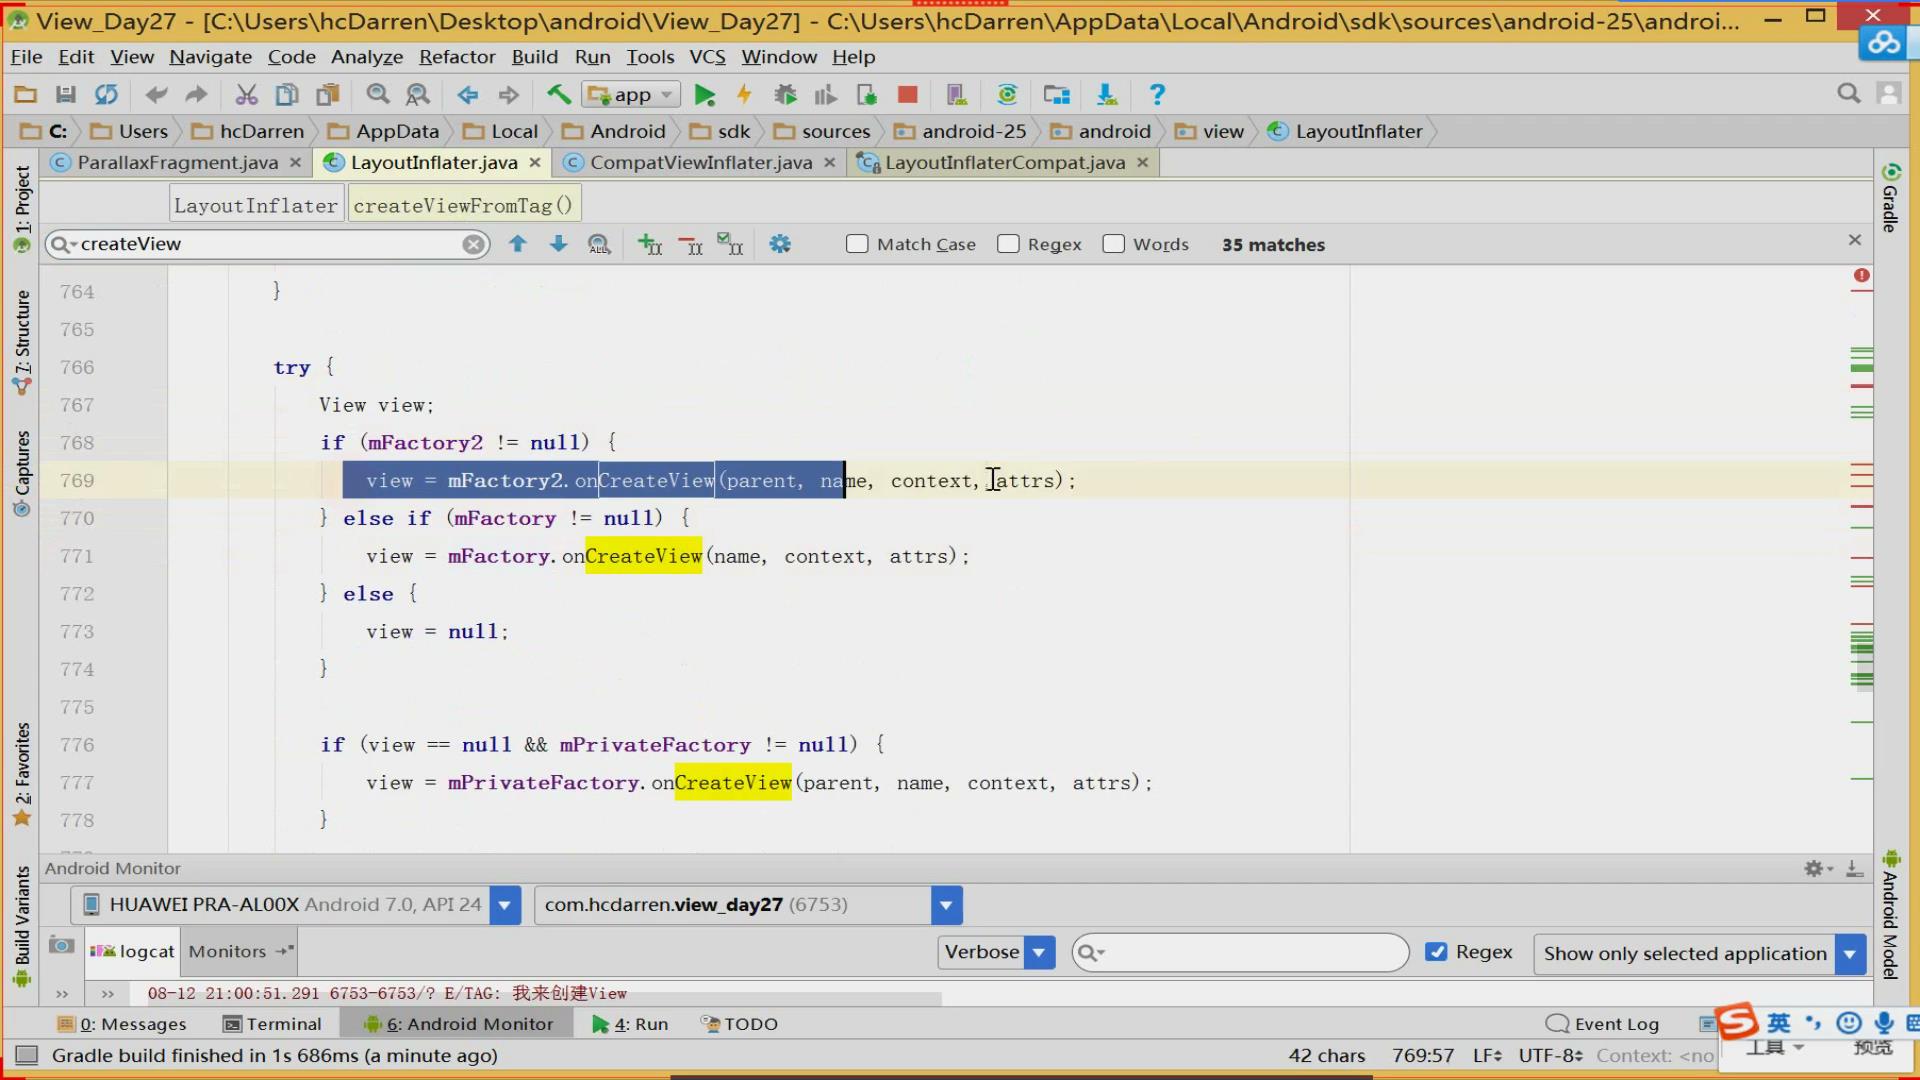 View_Day27 - [C:\Users\hcDarren\Desktop\android\View_Day27] - C:\Users\hcDarren\AppData\Local\Android\sdk\sources\android-25\androi...
File Edit View Navigate Code Analyze Refactor Build Run Tools VCS Window Help
app
C: Users hcDarren AppData Local Android sdk sources android-25 android view LayoutInflater
ParallaxFragment.java LayoutInflater.java CompatViewInflater.java LayoutInflaterCompat.java
LayoutInflater createViewFromTag()
createView Match Case Regex Words 35 matches
1: Project
7: Structure
Captures
2: Favorites
Build Variants
Gradle
Android Model
764 }
765
766 try {
767 View view;
768 if (mFactory2 != null) {
769 view = mFactory2.onCreateView(parent, name, context, attrs);
770 } else if (mFactory != null) {
771 view = mFactory.onCreateView(name, context, attrs);
772 } else {
773 view = null;
774 }
775
776 if (view == null && mPrivateFactory != null) {
777 view = mPrivateFactory.onCreateView(parent, name, context, attrs);
778 }
Android Monitor
HUAWEI PRA-AL00X Android 7.0, API 24 com.hcdarren.view_day27 (6753)
logcat Monitors Verbose Regex Show only selected application
08-12 21:00:51.291 6753-6753/? E/TAG: 我来创建View
0: Messages Terminal 6: Android Monitor 4: Run TODO Event Log
英
Gradle build finished in 1s 686ms (a minute ago) 42 chars 769:57 LF UTF-8 Context: <no
工具 预览